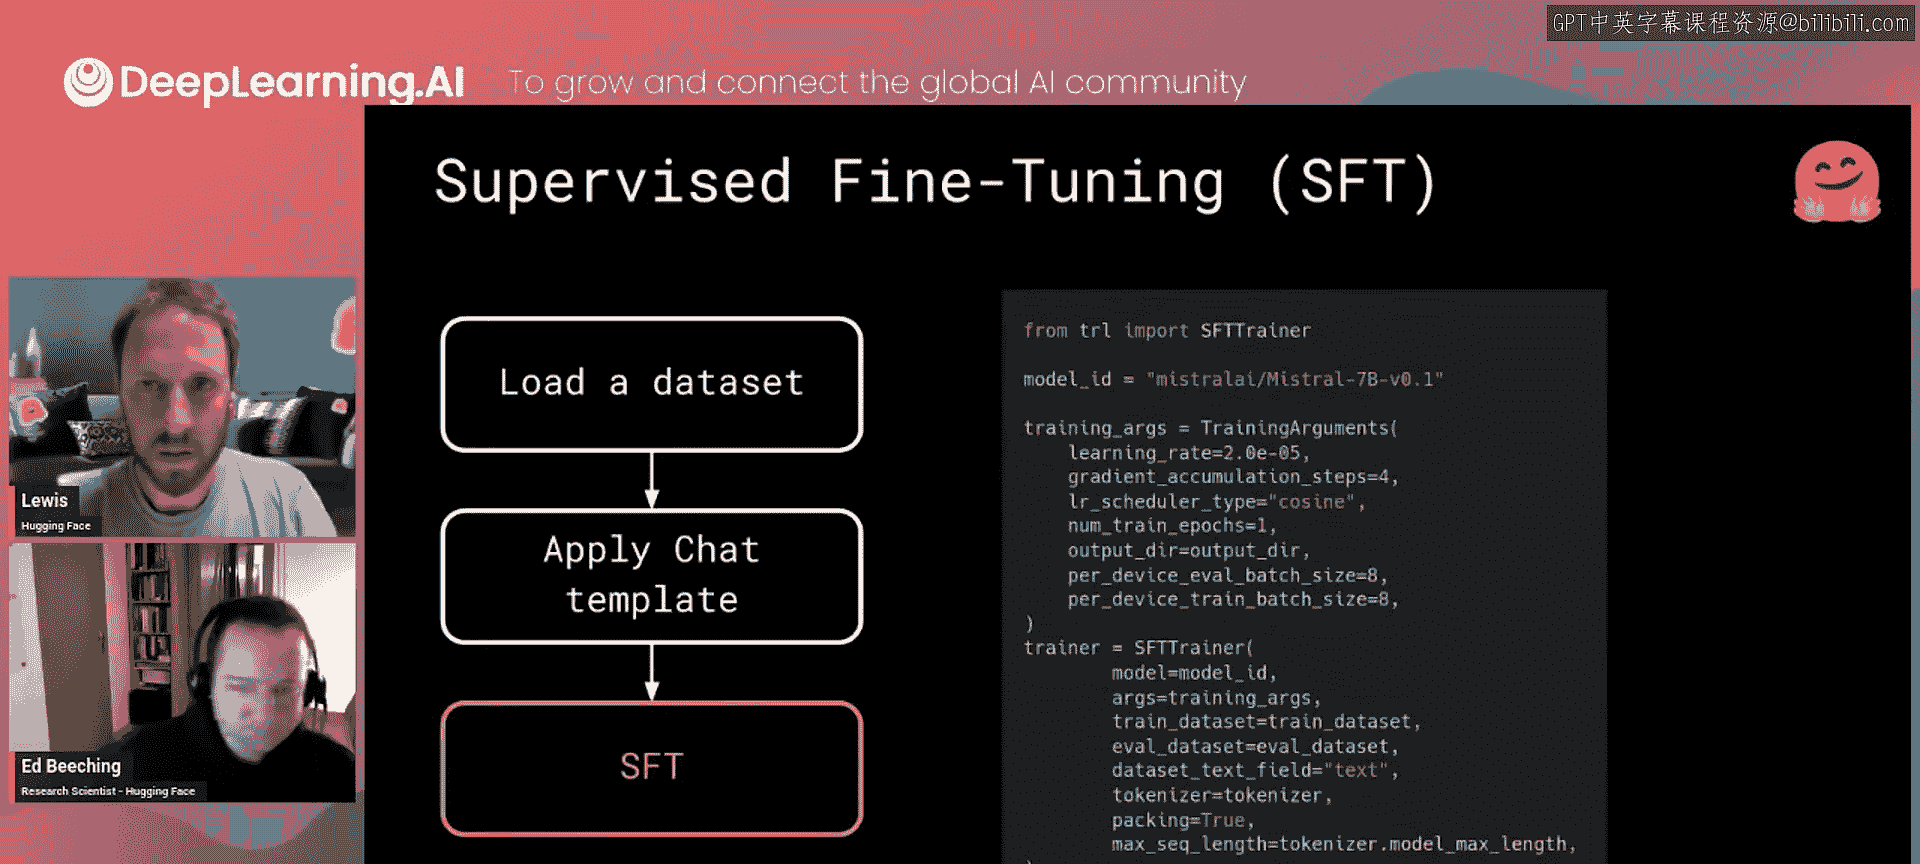 GPT中英字幕课程资源@bilibili.com
DeepLearning.AI To grow and connect the global AI community
Supervised Fine-Tuning (SFT)
Load a dataset
Apply Chat
template
SFT
from trl import SFTTrainer
model_id = "mistralai/Mistral-7B-v0.1"
training_args = TrainingArguments(
learning_rate=2.0e-05,
gradient_accumulation_steps=4,
lr_scheduler_type="cosine",
num_train_epochs=1,
output_dir=output_dir,
per_device_eval_batch_size=8,
per_device_train_batch_size=8,
)
trainer = SFTTrainer(
model=model_id,
args=training_args,
train_dataset=train_dataset,
eval_dataset=eval_dataset,
dataset_text_field="text",
tokenizer=tokenizer,
packing=True,
max_seq_length=tokenizer.model_max_length,
Lewis
Hugging Face
Ed Beeching
Research Scientist - Hugging Face